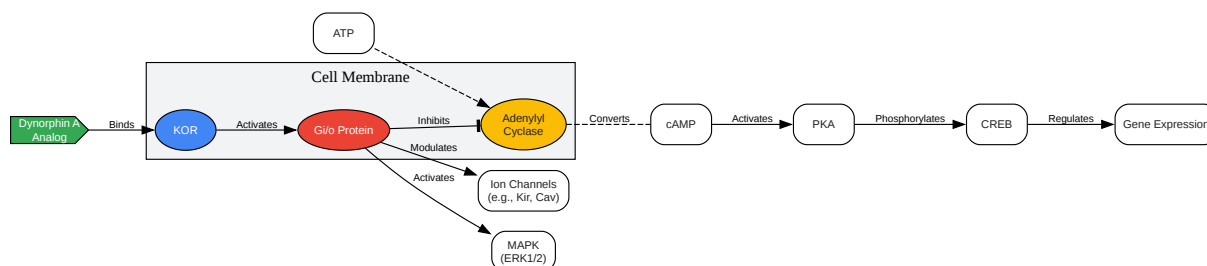 ATP
Cell Membrane
Dynorphin A
Analog
Binds
KOR
Activates
Gi/o Protein
Inhibits
Adenylyl
Cyclase
Converts
cAMP
Activates
PKA
Phosphorylates
CREB
Regulates
Gene Expression
Modulates
Ion Channels
(e.g., Kir, Cav)
Activates
MAPK
(ERK1/2)